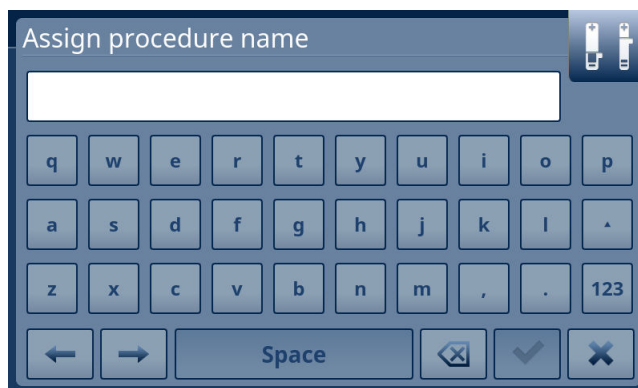 Assign procedure name
q w e r t y u i o p
a s d f g h j k l
z x c v b n m , . 123
Space